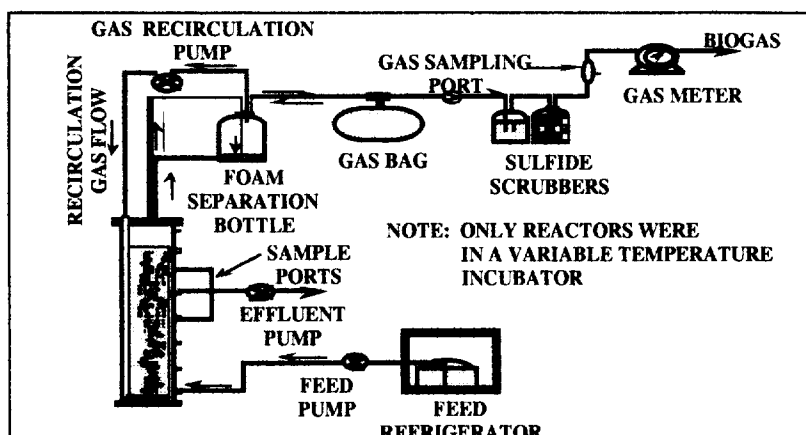 GAS RECIRCULATION
PUMP
BIOGAS
GAS SAMPLING
PORT
GAS METER
RECIRCULATION
GAS FLOW
GAS BAG
SULFIDE
SCRUBBERS
FOAM
SEPARATION
BOTTLE
NOTE: ONLY REACTORS WERE
IN A VARIABLE TEMPERATURE
INCUBATOR
SAMPLE
PORTS
EFFLUENT
PUMP
FEED
PUMP
FEED
REFRIGERATOR